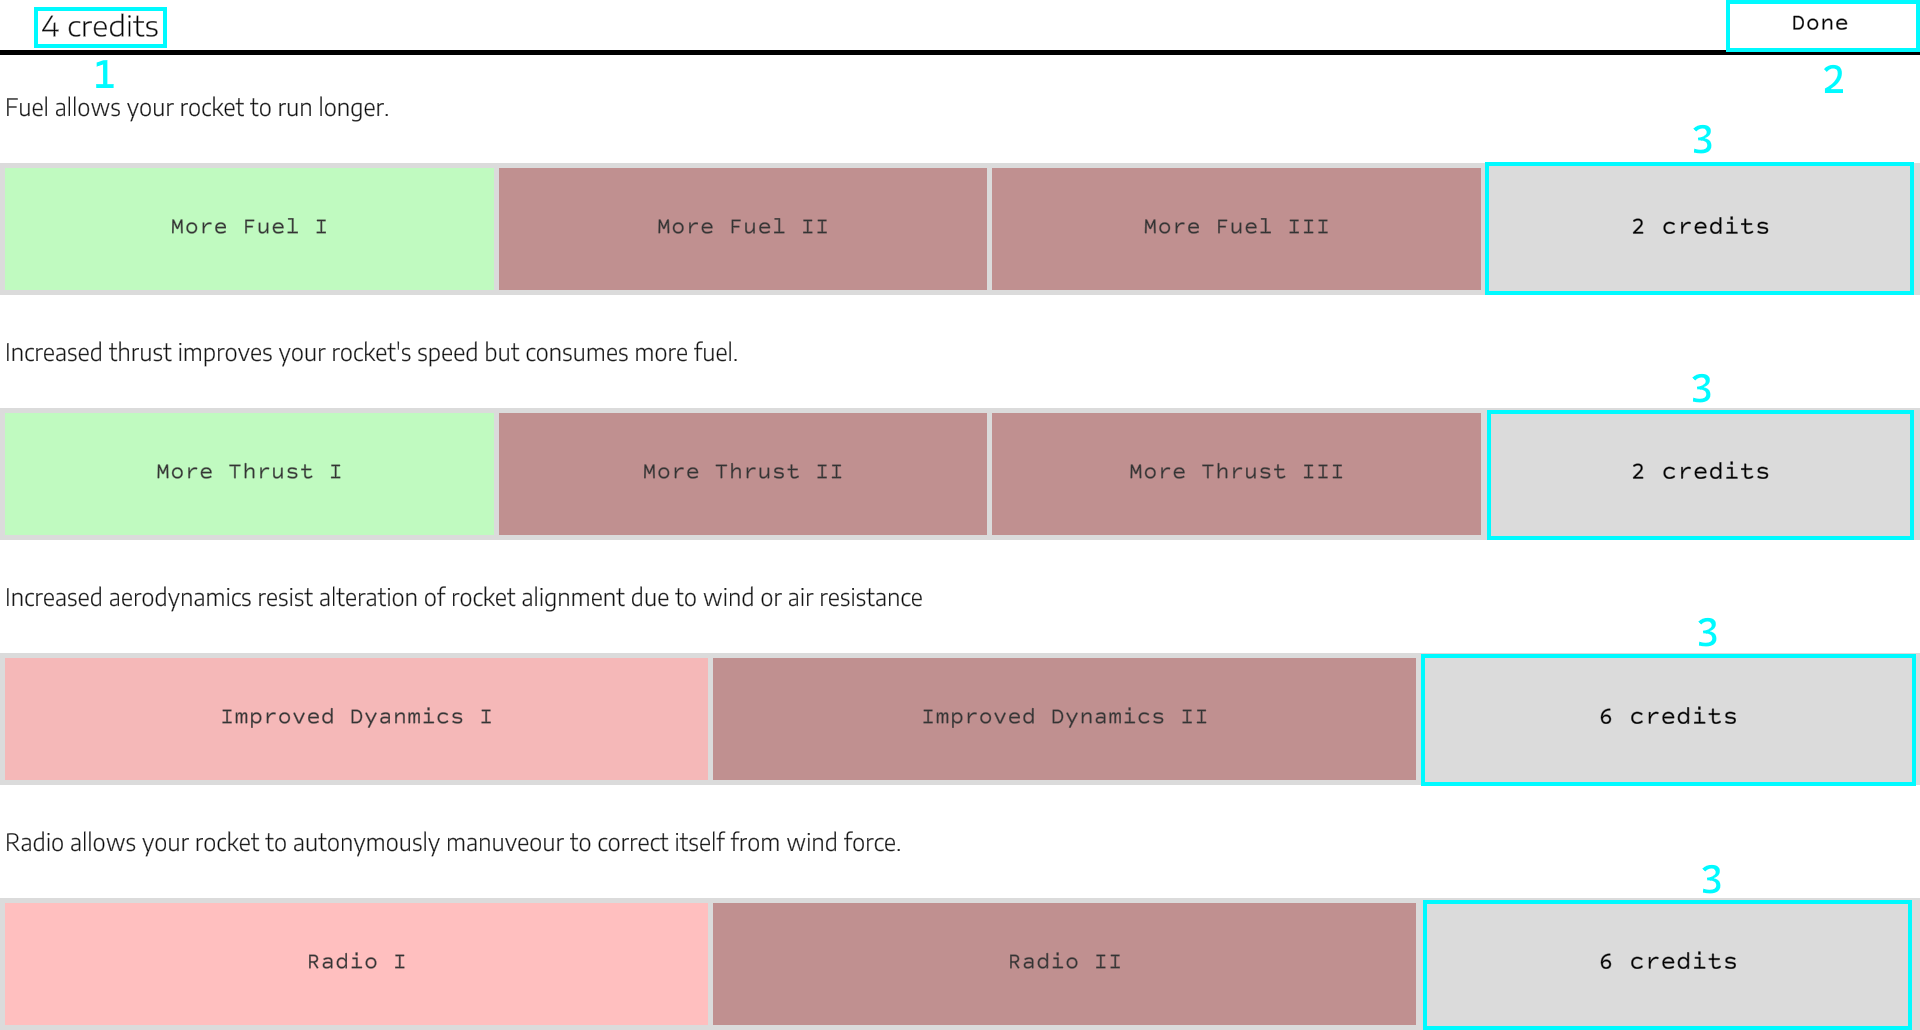 4 credits
Done
1
2
Fuel allows your rocket to run longer.
3
More Fuel I
More Fuel II
More Fuel III
2 credits
Increased thrust improves your rocket's speed but consumes more fuel.
3
More Thrust I
More Thrust II
More Thrust III
2 credits
Increased aerodynamics resist alteration of rocket alignment due to wind or air resistance
3
Improved Dyanmics I
Improved Dynamics II
6 credits
Radio allows your rocket to autonymously manuveour to correct itself from wind force.
3
Radio I
Radio II
6 credits